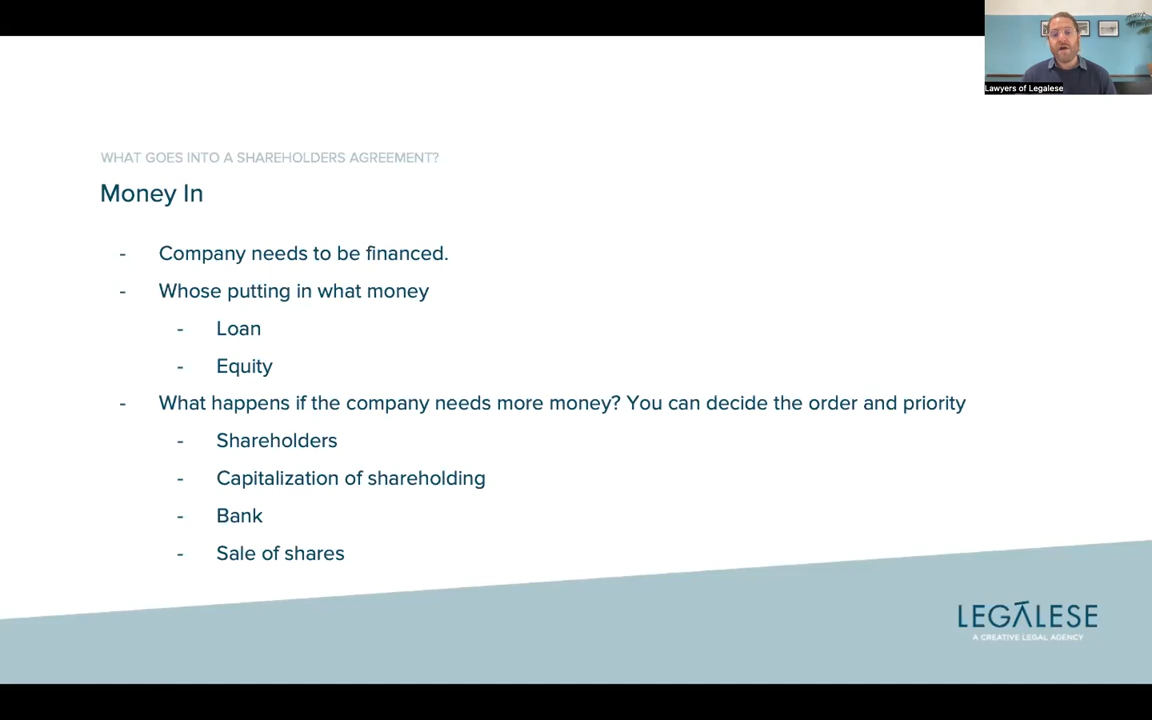 Lawyers of Legalese
WHAT GOES INTO A SHAREHOLDERS AGREEMENT?
Money In
- Company needs to be financed.
- Whose putting in what money
- Loan
- Equity
- What happens if the company needs more money? You can decide the order and priority
- Shareholders
- Capitalization of shareholding
- Bank
- Sale of shares
LEGALESE
A CREATIVE LEGAL AGENCY